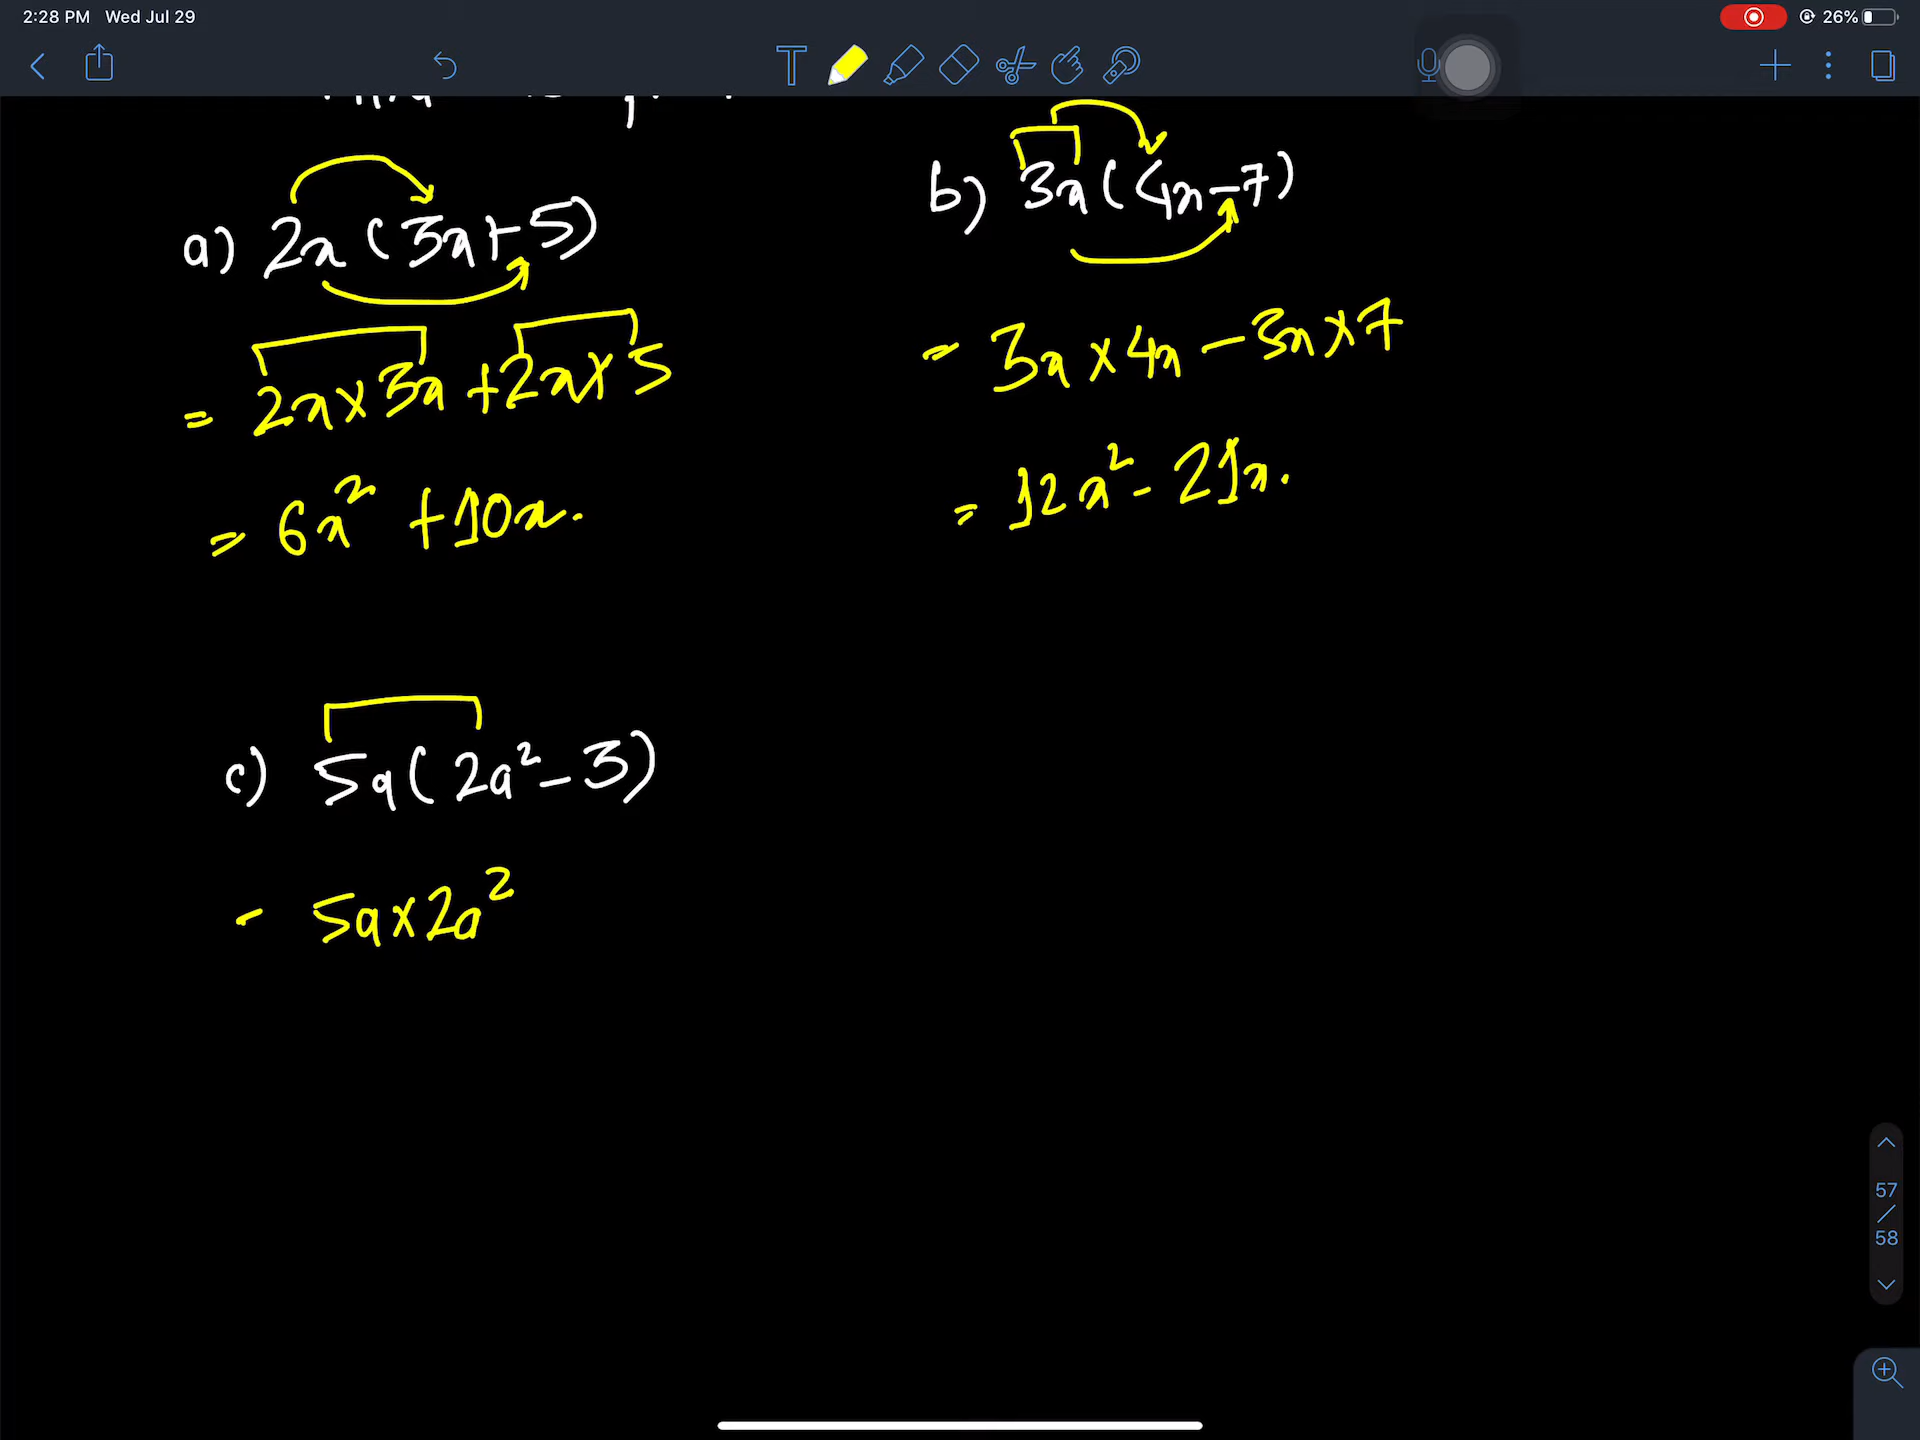 2:28 PM Wed Jul 29
26%
a) 2x(3x+5)
= 2x×3x+2x×5
= 6x² +10x.
b) 3x(4x-7)
= 3x×4x-3x×7
= 12x²-21x.
c) 5a(2a²-3)
= 5a×2a²
57
/
58